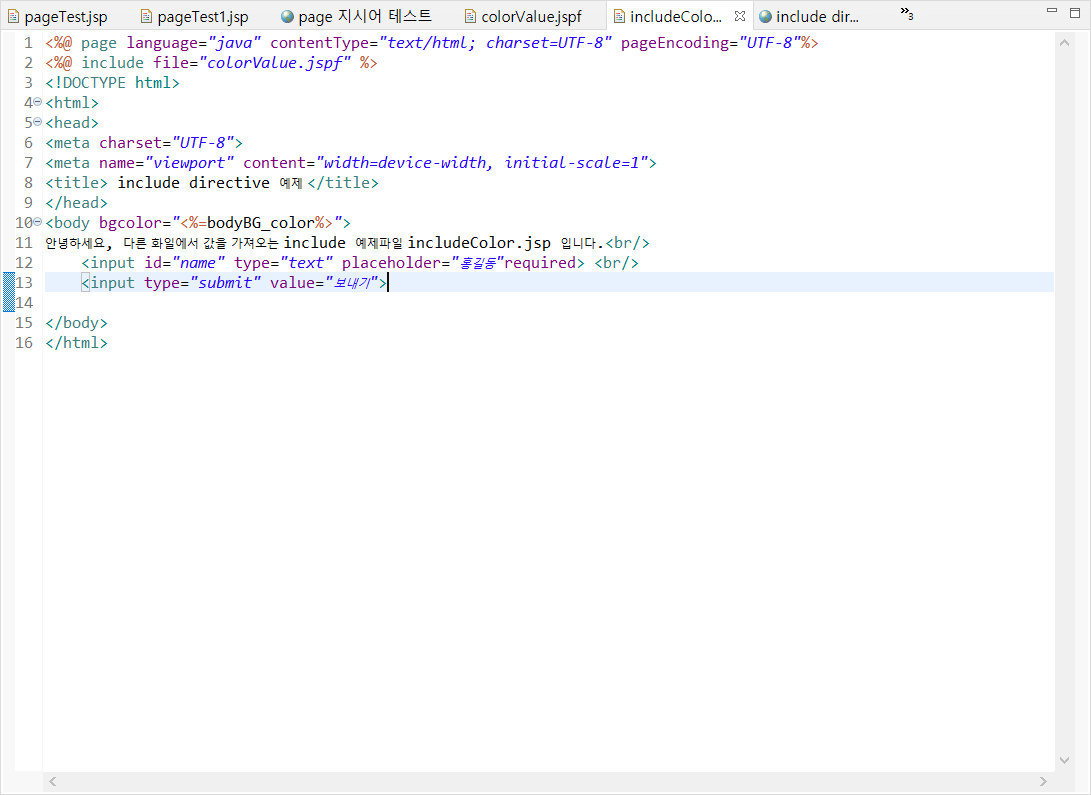 pageTest.jsp pageTest1.jsp page 지시어 테스트 colorValue.jspf includeColo... include dir... »3
1 <%@ page language="java" contentType="text/html; charset=UTF-8" pageEncoding="UTF-8"%>
2 <%@ include file="colorValue.jspf" %>
3 <!DOCTYPE html>
4 <html>
5 <head>
6 <meta charset="UTF-8">
7 <meta name="viewport" content="width=device-width, initial-scale=1">
8 <title> include directive 예제 </title>
9 </head>
10 <body bgcolor="<%=bodyBG_color%>">
11 안녕하세요, 다른 화일에서 값을 가져오는 include 예제파일 includeColor.jsp 입니다.<br/>
12     <input id="name" type="text" placeholder="홍길동"required> <br/>
13     <input type="submit" value="보내기">
14
15 </body>
16 </html>